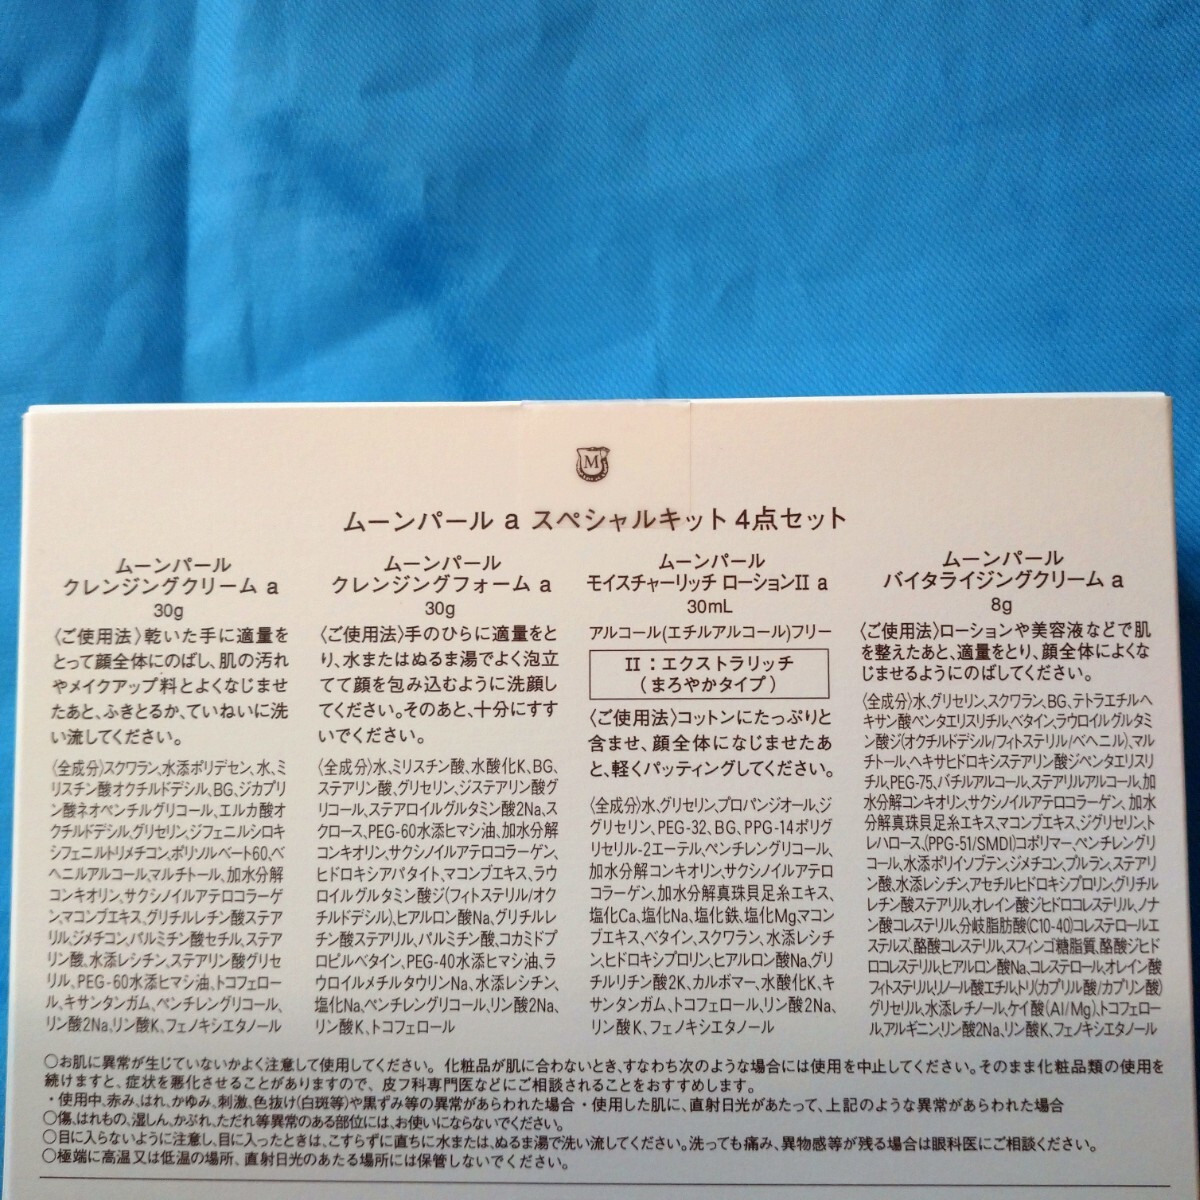 M
ムーンパール a スペシャルキット 4点セット
ムーンパール
クレンジングクリーム a
30g
〈ご使用法〉乾いた手に適量を
とって顔全体にのばし、肌の汚れ
やメイクアップ料とよくなじませ
たあと、ふきとるか、ていねいに洗
い流してください。
〈全成分〉スクワラン、水添ポリデセン、水、ミ
リスチン酸オクチルドデシル、BG、ジカプリ
ン酸ネオペンチルグリコール、エルカ酸オ
クチルドデシル、グリセリン、ジフェニルシロキ
シフェニルトリメチコン、ポリソルベート60、ベ
ヘニルアルコール、マルチトール、加水分解
コンキオリン、サクシノイルアテロコラーゲ
ン、マコンブエキス、グリチルレチン酸ステア
リル、ジメチコン、パルミチン酸セチル、ステア
リン酸、水添レシチン、ステアリン酸グリセ
リル、PEG-60水添ヒマシ油、トコフェロー
ル、キサンタンガム、ペンチレングリコール、
リン酸2Na、リン酸K、フェノキシエタノール
ムーンパール
クレンジングフォーム a
30g
〈ご使用法〉手のひらに適量をと
り、水またはぬるま湯でよく泡立
てて顔を包み込むように洗顔し
てください。そのあと、十分にすす
いでください。
〈全成分〉水、ミリスチン酸、水酸化K、BG、
ステアリン酸、グリセリン、ジステアリン酸グ
リコール、ステアロイルグルタミン酸2Na、ス
クロース、PEG-60水添ヒマシ油、加水分解
コンキオリン、サクシノイルアテロコラーゲン、
ヒドロキシアパタイト、マコンブエキス、ラウ
ロイルグルタミン酸ジ(フィトステリル/オク
チルドデシル)、ヒアルロン酸Na、グリチルレ
チン酸ステアリル、パルミチン酸、コカミドプ
ロピルベタイン、PEG-40水添ヒマシ油、ラ
ウロイルメチルタウリンNa、水添レシチン、
塩化Na、ペンチレングリコール、リン酸2Na、
リン酸K、トコフェロール
ムーンパール
モイスチャーリッチ ローションII a
30mL
アルコール(エチルアルコール)フリー
II：エクストラリッチ
(まろやかタイプ)
〈ご使用法〉コットンにたっぷりと
含ませ、顔全体になじませたあ
と、軽くパッティングしてください。
〈全成分〉水、グリセリン、プロパンジオール、ジ
グリセリン、PEG-32、BG、PPG-14ポリグ
リセリル-2エーテル、ペンチレングリコール、
加水分解コンキオリン、サクシノイルアテロ
コラーゲン、加水分解真珠貝足糸エキス、
塩化Ca、塩化Na、塩化鉄、塩化Mg、マコン
ブエキス、ベタイン、スクワラン、水添レシチ
ン、ヒドロキシプロリン、ヒアルロン酸Na、グリ
チルリチン酸2K、カルボマー、水酸化K、キ
サンタンガム、トコフェロール、リン酸2Na、
リン酸K、フェノキシエタノール
ムーンパール
バイタライジングクリーム a
8g
〈ご使用法〉ローションや美容液などで肌
を整えたあと、適量をとり、顔全体によくな
じませるようにのばしてください。
〈全成分〉水、グリセリン、スクワラン、BG、テトラエチルヘ
キサン酸ペンタエリスリチル、ベタイン、ラウロイルグルタミ
ン酸ジ(オクチルドデシル/フィトステリル/ベヘニル)、マル
チトール、ヘキサヒドロキシステアリン酸ジペンタエリス
リチル、PEG-75、バチルアルコール、ステアリルアルコール、加
水分解コンキオリン、サクシノイルアテロコラーゲン、加水
分解真珠貝足糸エキス、マコンブエキス、ジグリセリン、ト
レハロース、(PPG-51/SMDI)コポリマー、ペンチレングリ
コール、水添ポリイソブテン、ジメチコン、プルラン、ステアリ
ン酸、水添レシチン、アセチルヒドロキシプロリン、グリチル
レチン酸ステアリル、オレイン酸ジヒドロコレステリル、ノナ
ン酸コレステリル、分岐脂肪酸(C10-40)コレステロールエ
ステルズ、酪酸コレステリル、スフィンゴ糖脂質、酪酸ジヒド
ロコレステリル、ヒアルロン酸Na、コレステロール、オレイン酸
フィトステリル、リノール酸エチル、トリ(カプリル酸/カプリン酸)
グリセリル、水添レチノール、ケイ酸(Al/Mg)、トコフェロー
ル、アルギニン、リン酸2Na、リン酸K、フェノキシエタノール
○お肌に異常が生じていないかよく注意して使用してください。化粧品が肌に合わないとき、すなわち次のような場合には使用を中止してください。そのまま化粧品類の使用を
続けますと、症状を悪化させることがありますので、皮フ科専門医などにご相談されることをおすすめします。
・使用中、赤み、はれ、かゆみ、刺激、色抜け(白斑等)や黒ずみ等の異常があらわれた場合 ・使用した肌に、直射日光があたって、上記のような異常があらわれた場合
○傷、はれもの、湿しん、かぶれ、ただれ等異常のある部位には、お使いにならないでください。
○目に入らないように注意し、目に入ったときは、こすらずに直ちに水または、ぬるま湯で洗い流してください。洗っても痛み、異物感等が残る場合は眼科医にご相談ください。
○極端に高温又は低温の場所、直射日光のあたる場所には保管しないでください。